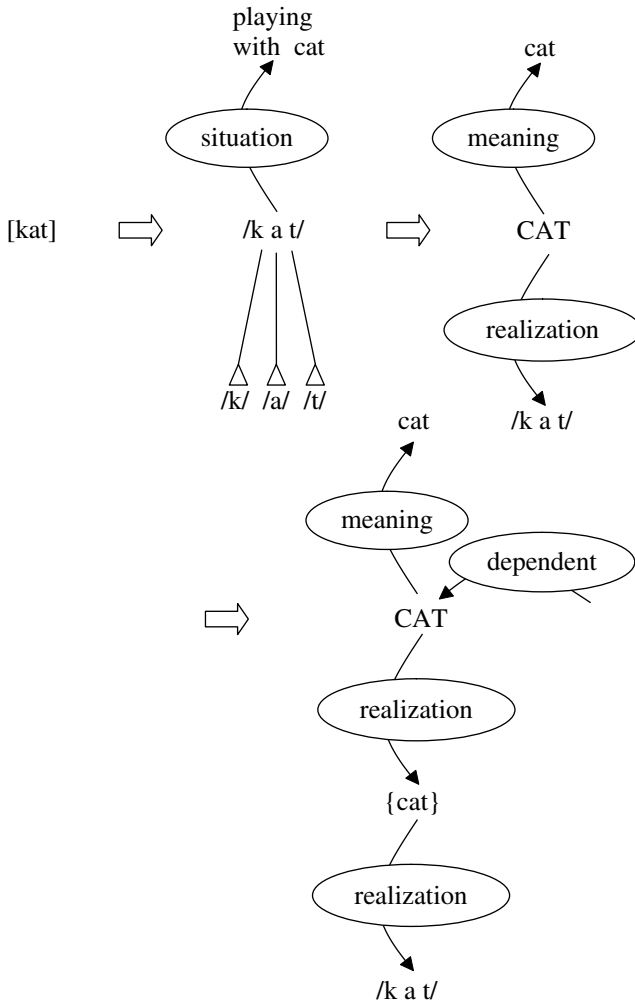 playing
with cat
cat
situation
meaning
[kat]
/k a t/
CAT
realization
/k/ /a/ /t/
/k a t/
cat
meaning
dependent
CAT
realization
{cat}
realization
/k a t/